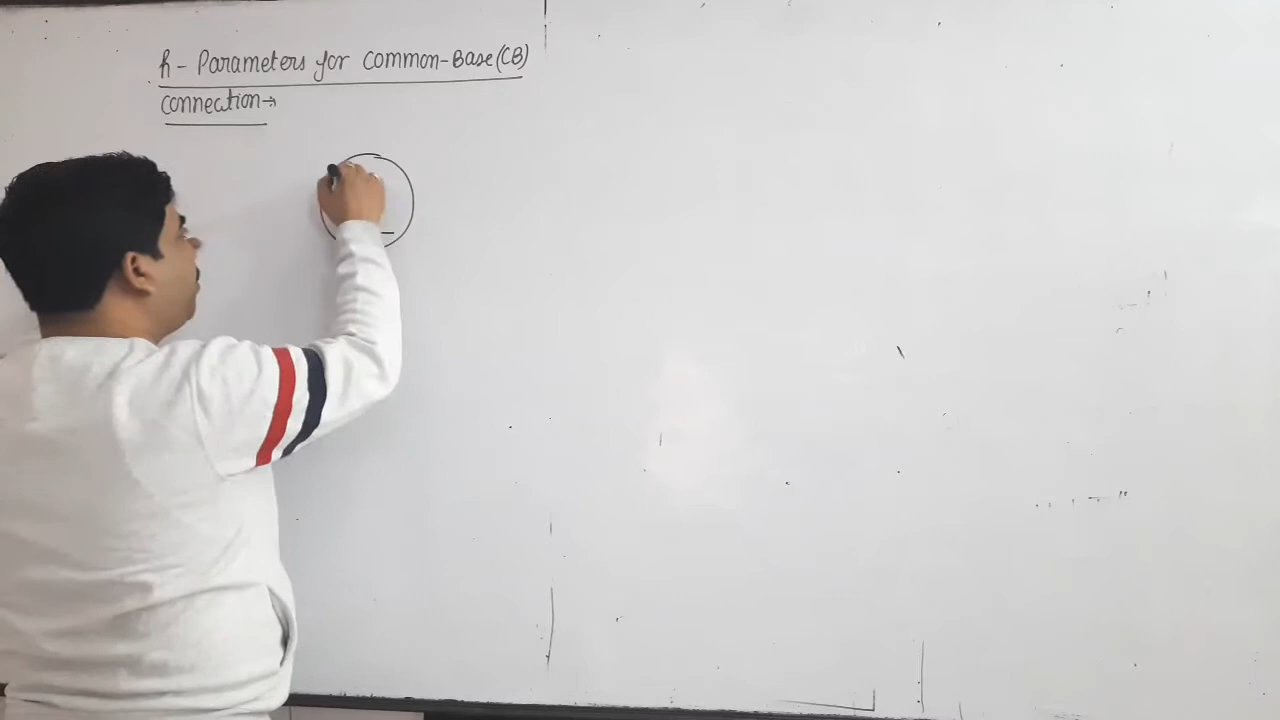 h - Parameters for Common-Base (CB)
Connection →